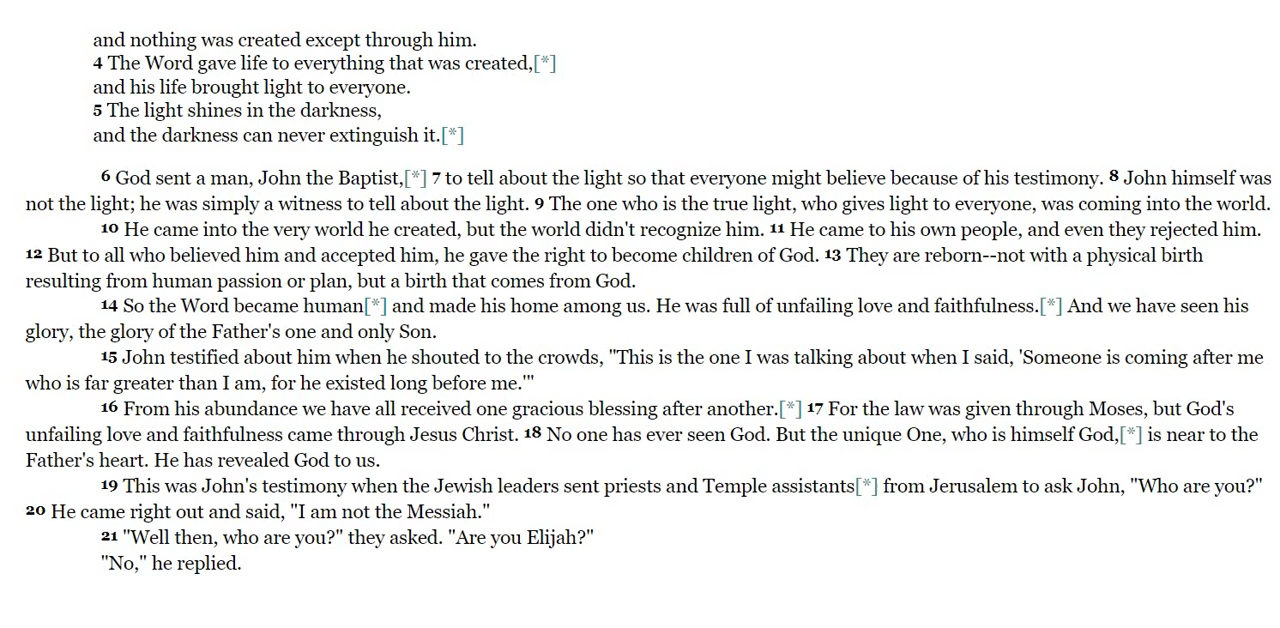 and nothing was created except through him.
4 The Word gave life to everything that was created,[*]
and his life brought light to everyone.
5 The light shines in the darkness,
and the darkness can never extinguish it.[*]
6 God sent a man, John the Baptist,[*] 7 to tell about the light so that everyone might believe because of his testimony. 8 John himself was
not the light; he was simply a witness to tell about the light. 9 The one who is the true light, who gives light to everyone, was coming into the world.
10 He came into the very world he created, but the world didn't recognize him. 11 He came to his own people, and even they rejected him.
12 But to all who believed him and accepted him, he gave the right to become children of God. 13 They are reborn--not with a physical birth
resulting from human passion or plan, but a birth that comes from God.
14 So the Word became human[*] and made his home among us. He was full of unfailing love and faithfulness.[*] And we have seen his
glory, the glory of the Father's one and only Son.
15 John testified about him when he shouted to the crowds, "This is the one I was talking about when I said, 'Someone is coming after me
who is far greater than I am, for he existed long before me.'"
16 From his abundance we have all received one gracious blessing after another.[*] 17 For the law was given through Moses, but God's
unfailing love and faithfulness came through Jesus Christ. 18 No one has ever seen God. But the unique One, who is himself God,[*] is near to the
Father's heart. He has revealed God to us.
19 This was John's testimony when the Jewish leaders sent priests and Temple assistants[*] from Jerusalem to ask John, "Who are you?"
20 He came right out and said, "I am not the Messiah."
21 "Well then, who are you?" they asked. "Are you Elijah?"
"No," he replied.